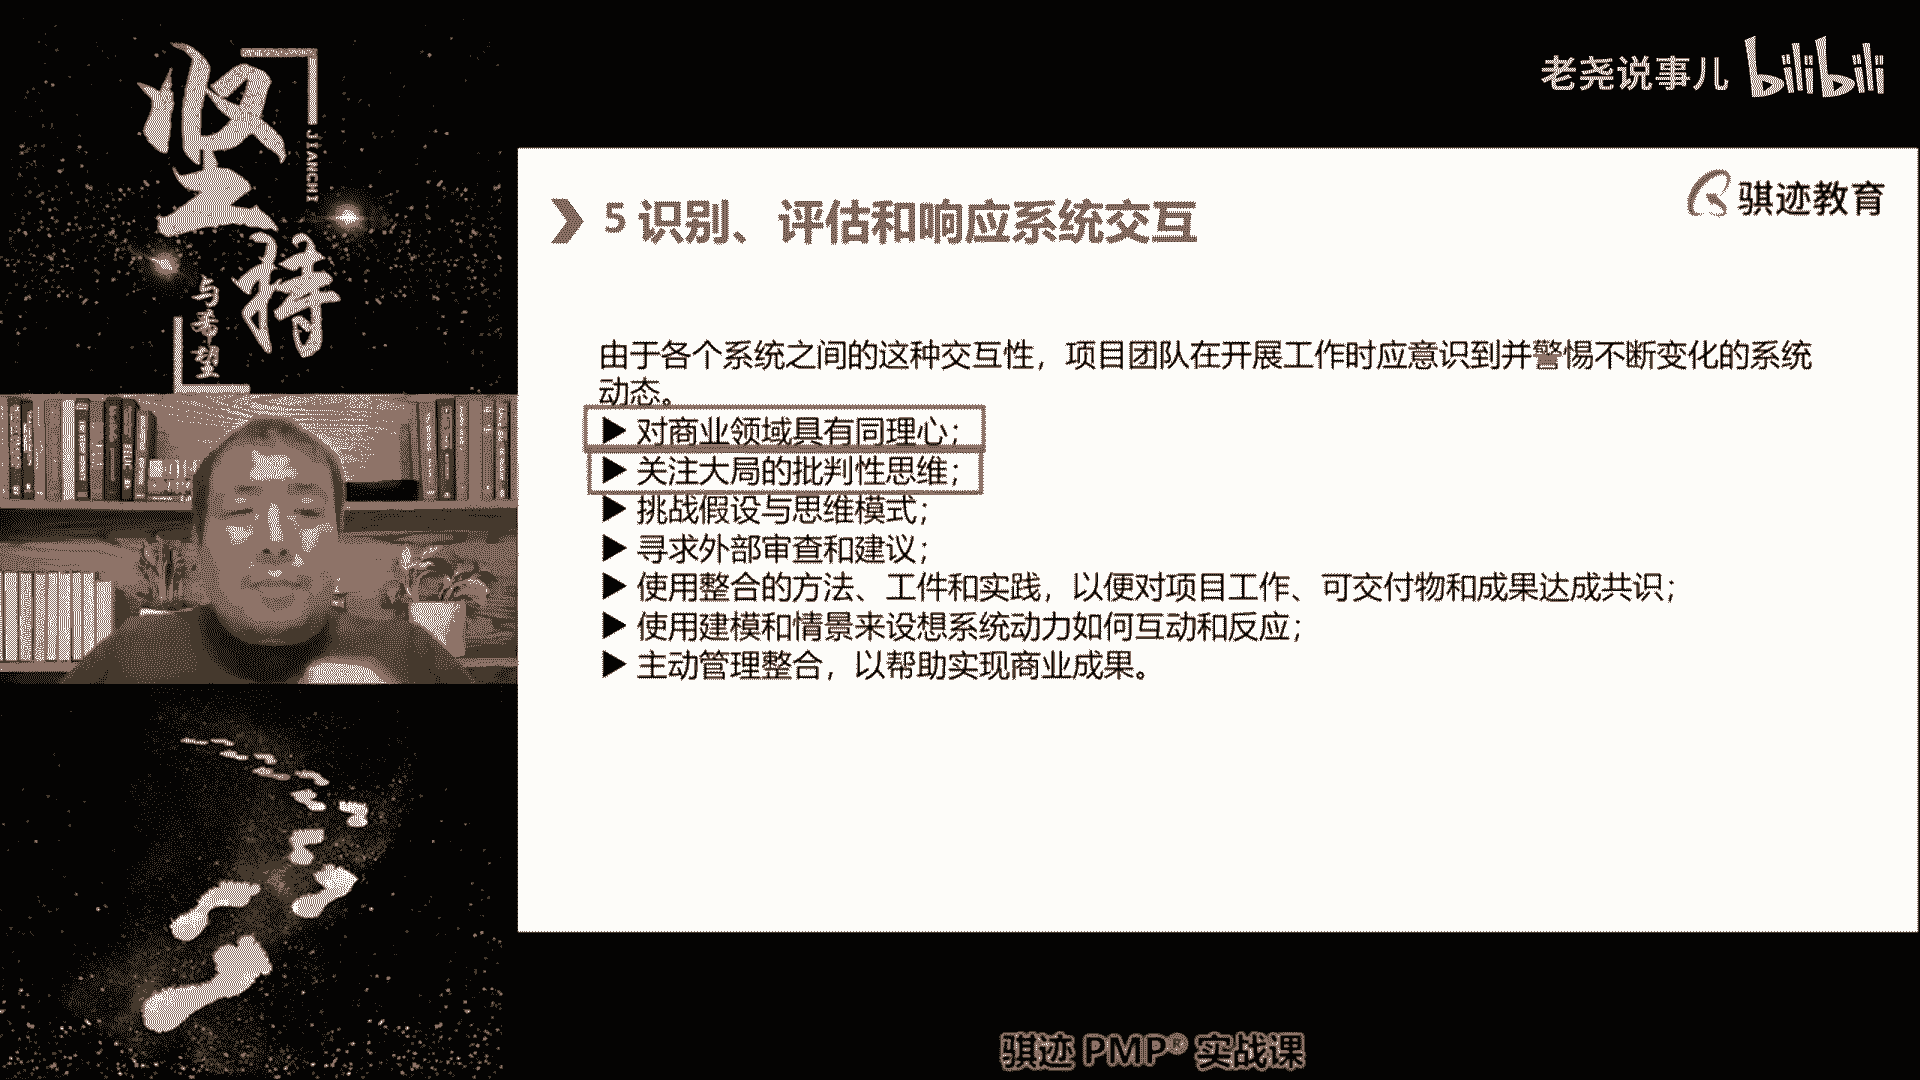 坚持
JIANCHI
与希望
老尧说事儿 bilibili
骐迹教育
5 识别、评估和响应系统交互
由于各个系统之间的这种交互性，项目团队在开展工作时应意识到并警惕不断变化的系统
动态。
▶ 对商业领域具有同理心；
▶ 关注大局的批判性思维；
▶ 挑战假设与思维模式；
▶ 寻求外部审查和建议；
▶ 使用整合的方法、工件和实践，以便对项目工作、可交付物和成果达成共识；
▶ 使用建模和情景来设想系统动力如何互动和反应；
▶ 主动管理整合，以帮助实现商业成果。
骐迹 PMP® 实战课